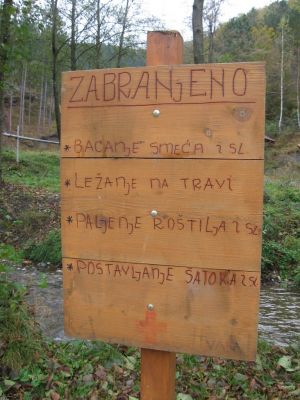 ZABRANJENO
* BACANJE SMEĆA I SL
* LEŽANJE NA TRAVI
* PALJENJE ROŠTILJA I SL
* POSTAVLJANJE ŠATORA I SL